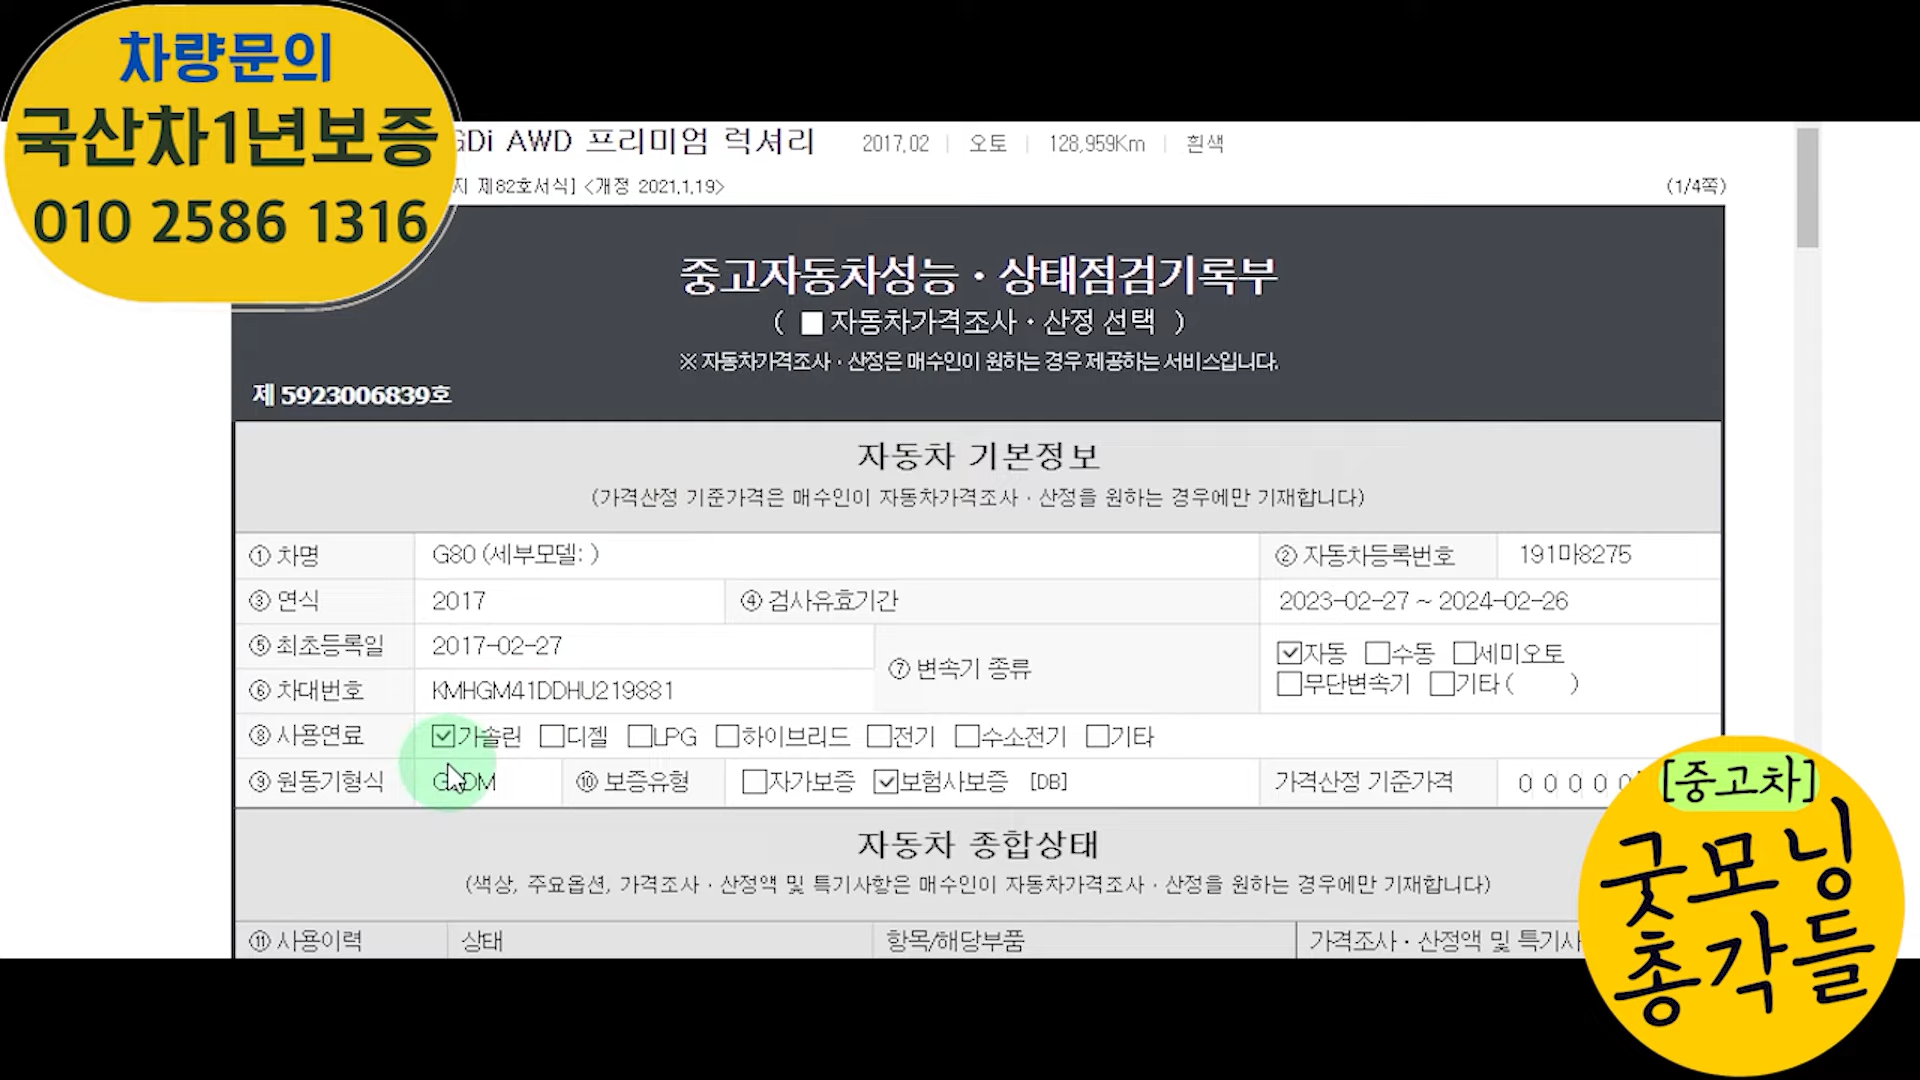 차량문의
국산차1년보증
010 2586 1316
GDi AWD 프리미엄 럭셔리 2017,02 | 오토 | 128,959Km | 흰색
지 제82호서식] <개정 2021,1,19>
(1/4쪽)
중고자동차성능 · 상태점검기록부
( ■ 자동차가격조사 · 산정 선택 )
※ 자동차가격조사 · 산정은 매수인이 원하는 경우 제공하는 서비스입니다.
제 5923006839호
자동차 기본정보
(가격산정 기준가격은 매수인이 자동차가격조사 · 산정을 원하는 경우에만 기재합니다)
① 차명 G80 (세부모델: ) ② 자동차등록번호 191마8275
③ 연식 2017 ④ 검사유효기간 2023-02-27 ~ 2024-02-26
⑤ 최초등록일 2017-02-27
⑥ 차대번호 KMHGM41DDHU219881
⑦ 변속기 종류
☑자동 □수동 □세미오토
□무단변속기 □기타 ( )
⑧ 사용연료 ☑가솔린 □디젤 □LPG □하이브리드 □전기 □수소전기 □기타
⑨ 원동기형식 ⑩ 보증유형 □자가보증 ☑보험사보증 [DB] 가격산정 기준가격 0 0 0 0 0
자동차 종합상태
(색상, 주요옵션, 가격조사 · 산정액 및 특기사항은 매수인이 자동차가격조사 · 산정을 원하는 경우에만 기재합니다)
⑪ 사용이력 상태 항목/해당부품 가격조사 · 산정액 및 특기사
[중고차]
굿모닝
총각들